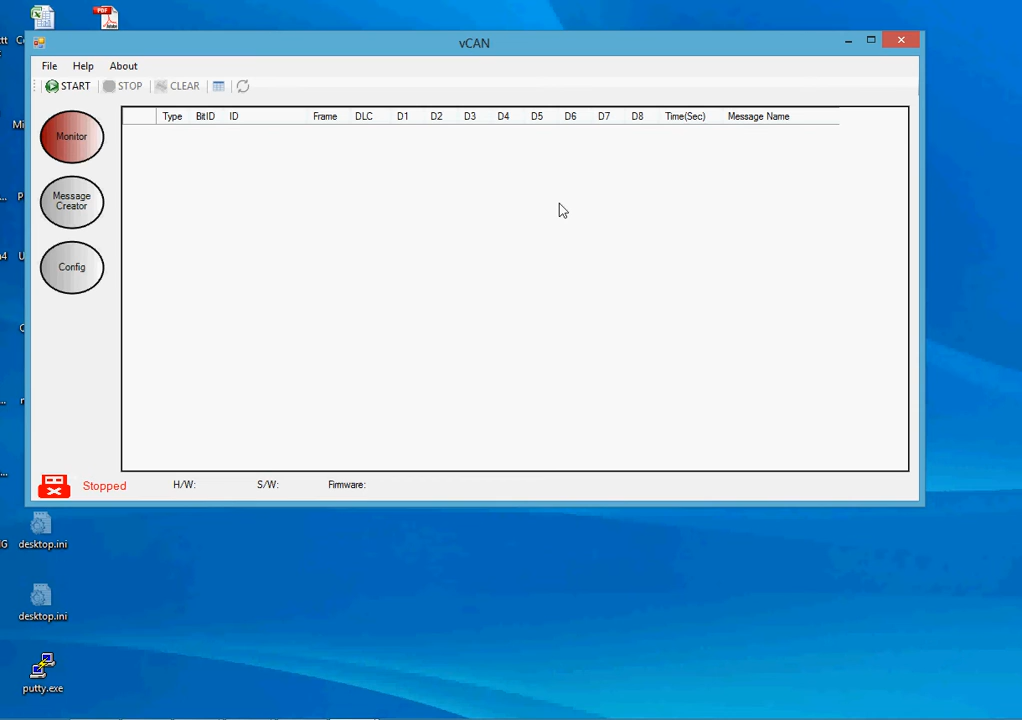 vCAN
File Help About
START STOP CLEAR
Type BitID ID Frame DLC D1 D2 D3 D4 D5 D6 D7 D8 Time(Sec) Message Name
Monitor
Message
Creator
Config
Stopped H/W: S/W: Firmware:
desktop.ini
desktop.ini
putty.exe